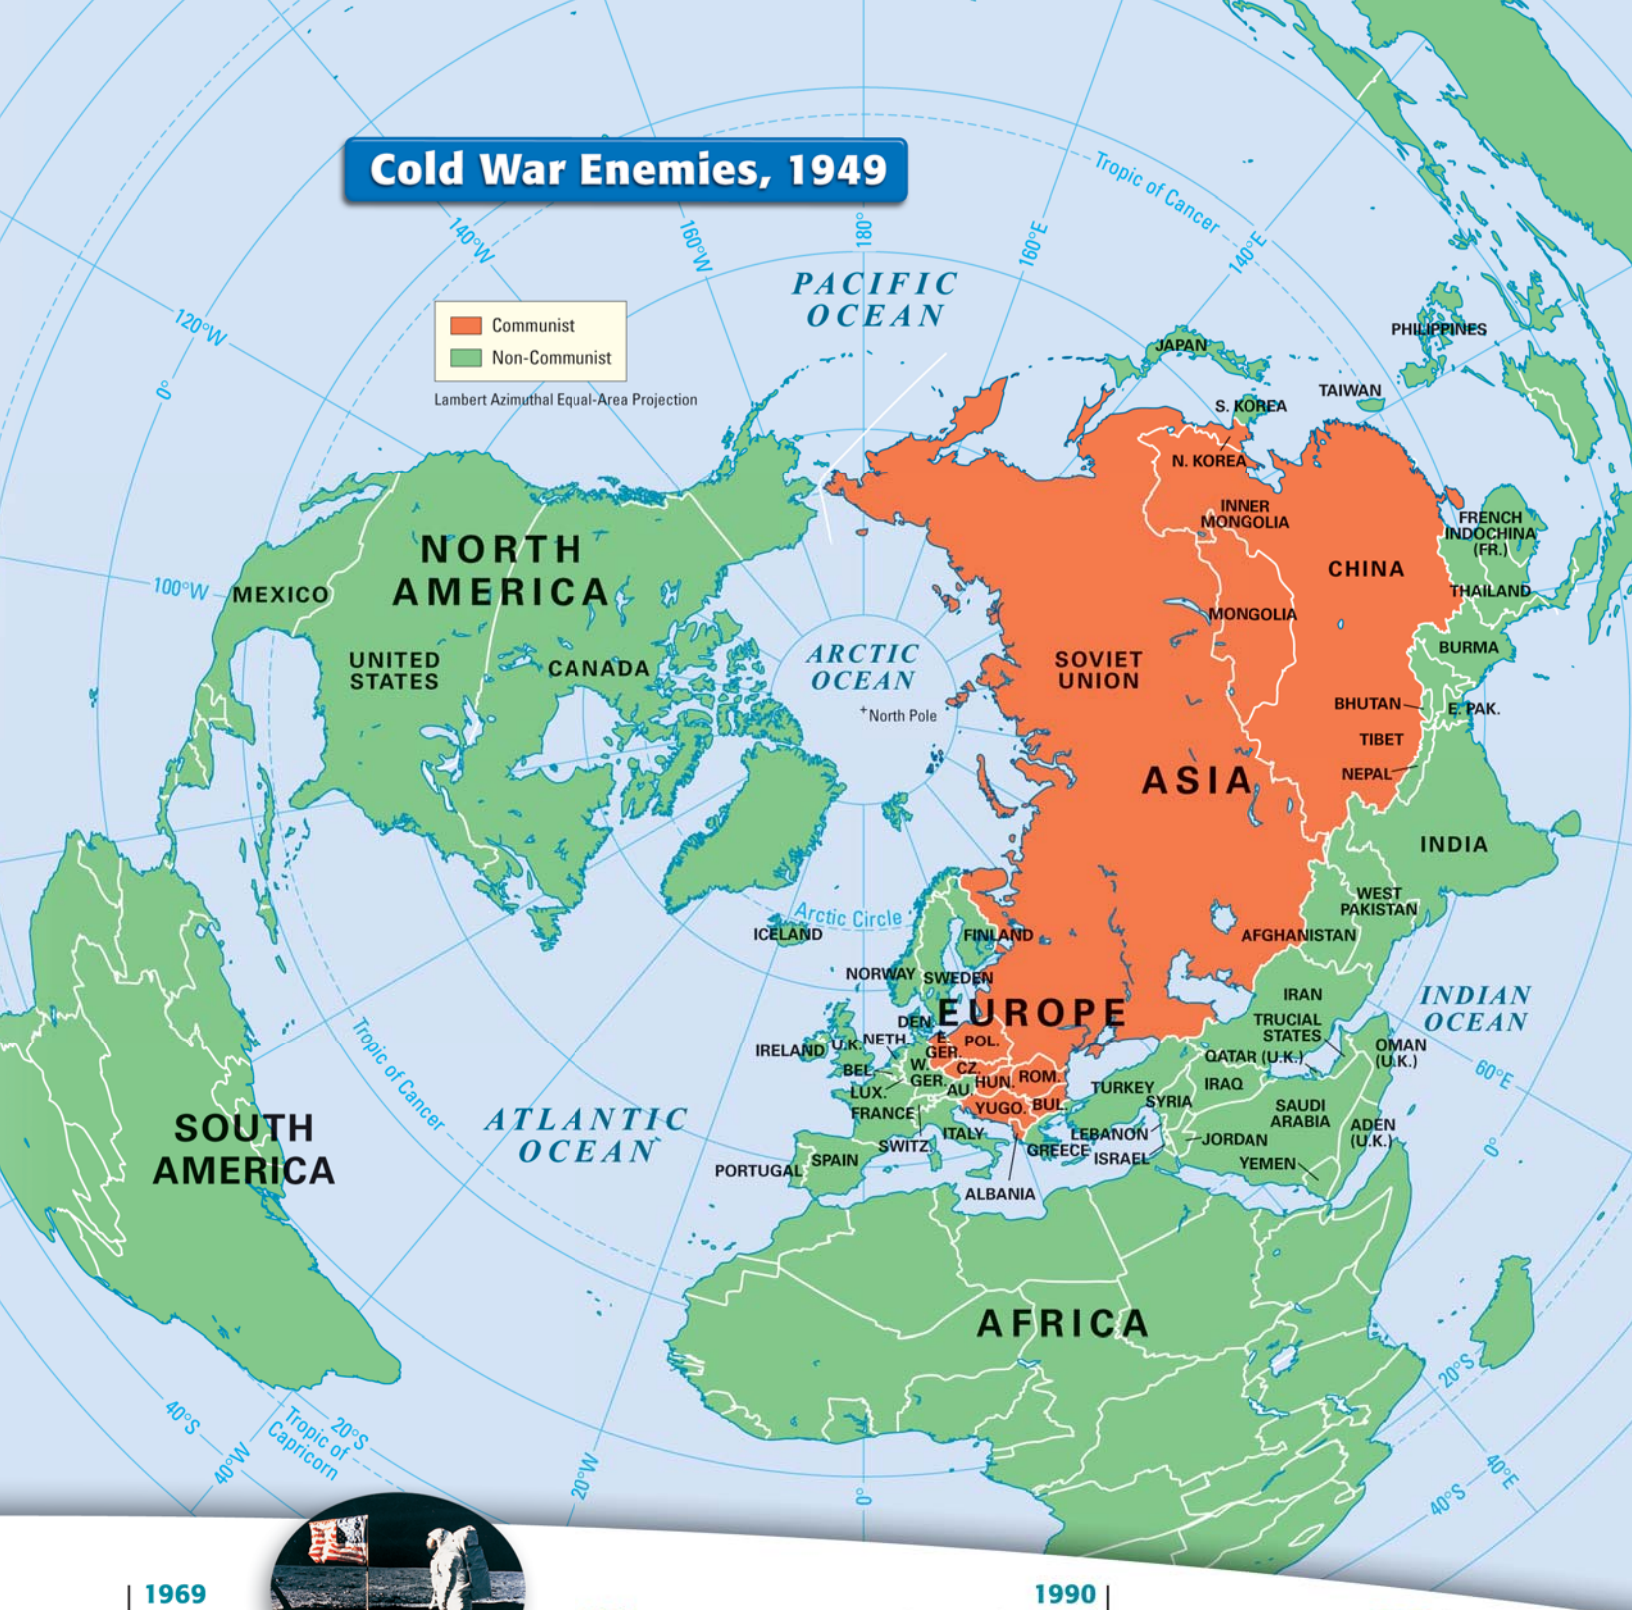 Cold War Enemies, 1949
Tropic of Cancer
140°W
160°W
180°
160°E
140°E
PACIFIC
OCEAN
120°W
Communist
Non-Communist
Lambert Azimuthal Equal-Area Projection
0°
PHILIPPINES
JAPAN
TAIWAN
S. KOREA
N. KOREA
INNER
MONGOLIA
FRENCH
INDOCHINA
(FR.)
CHINA
NORTH
AMERICA
100°W
MEXICO
THAILAND
MONGOLIA
BURMA
UNITED
STATES
CANADA
ARCTIC
OCEAN
North Pole
SOVIET
UNION
BHUTAN
E. PAK.
TIBET
NEPAL
ASIA
INDIA
WEST
PAKISTAN
Arctic Circle
ICELAND
FINLAND
AFGHANISTAN
NORWAY
SWEDEN
IRAN
INDIAN
OCEAN
EUROPE
DEN.
TRUCIAL
STATES
IRELAND
U.K.
NETH.
E.
GER.
POL.
QATAR (U.K.)
OMAN
(U.K.)
60°E
BEL.
W.
GER.
CZ.
LUX.
AU.
HUN.
ROM.
TURKEY
IRAQ
FRANCE
YUGO.
BUL.
SYRIA
SAUDI
ARABIA
Tropic of Cancer
SOUTH
AMERICA
ATLANTIC
OCEAN
SWITZ.
ITALY
GREECE
LEBANON
ISRAEL
JORDAN
ADEN
(U.K.)
0°
PORTUGAL
SPAIN
YEMEN
ALBANIA
AFRICA
20°S
40°S
20°S
Tropic of
Capricorn
40°W
20°W
0°
40°E
40°S
1969
1990